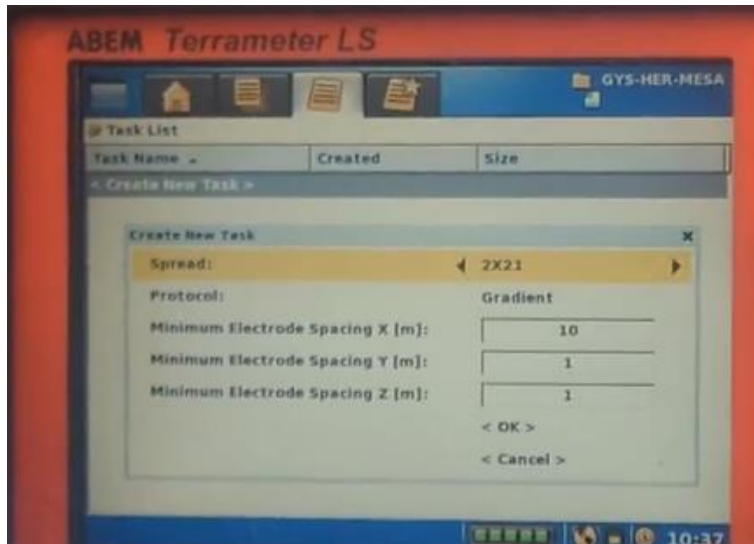 ABEM Terrameter LS
GYS-HER-MESA
Task List
Task Name Created Size
< Create New Task >
Create New Task x
Spread: 2X21
Protocol: Gradient
Minimum Electrode Spacing X [m]: 10
Minimum Electrode Spacing Y [m]: 1
Minimum Electrode Spacing Z [m]: 1
< OK >
< Cancel >
10:37